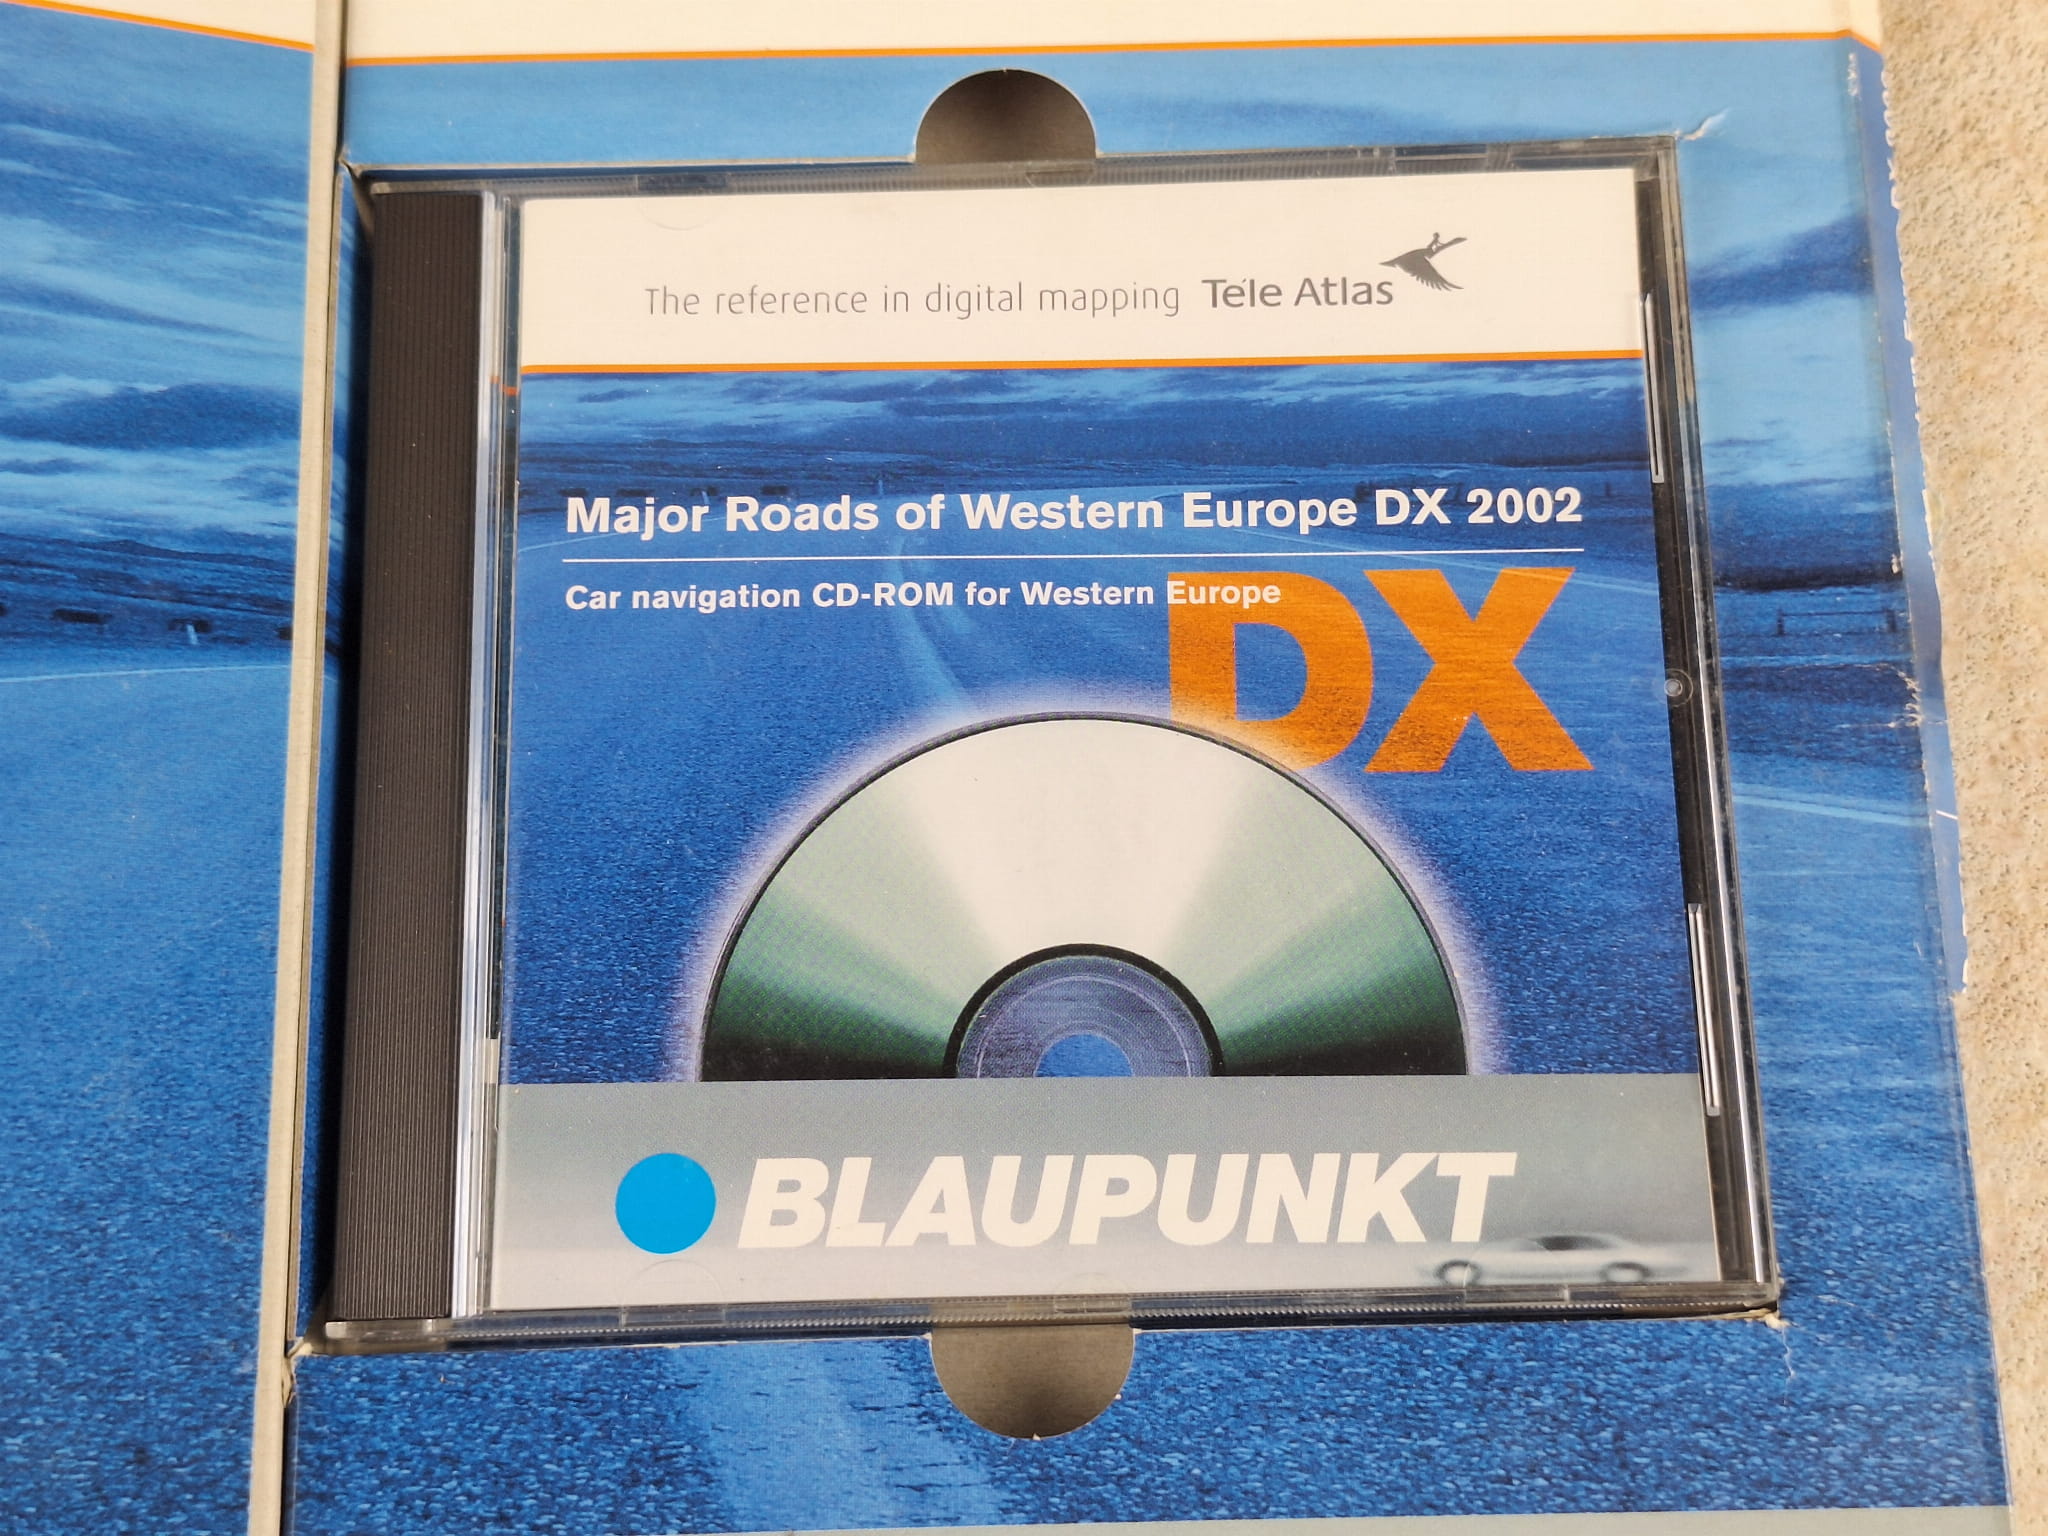 The reference in digital mapping Tele Atlas
Major Roads of Western Europe DX 2002
Car navigation CD-ROM for Western Europe
DX
BLAUPUNKT